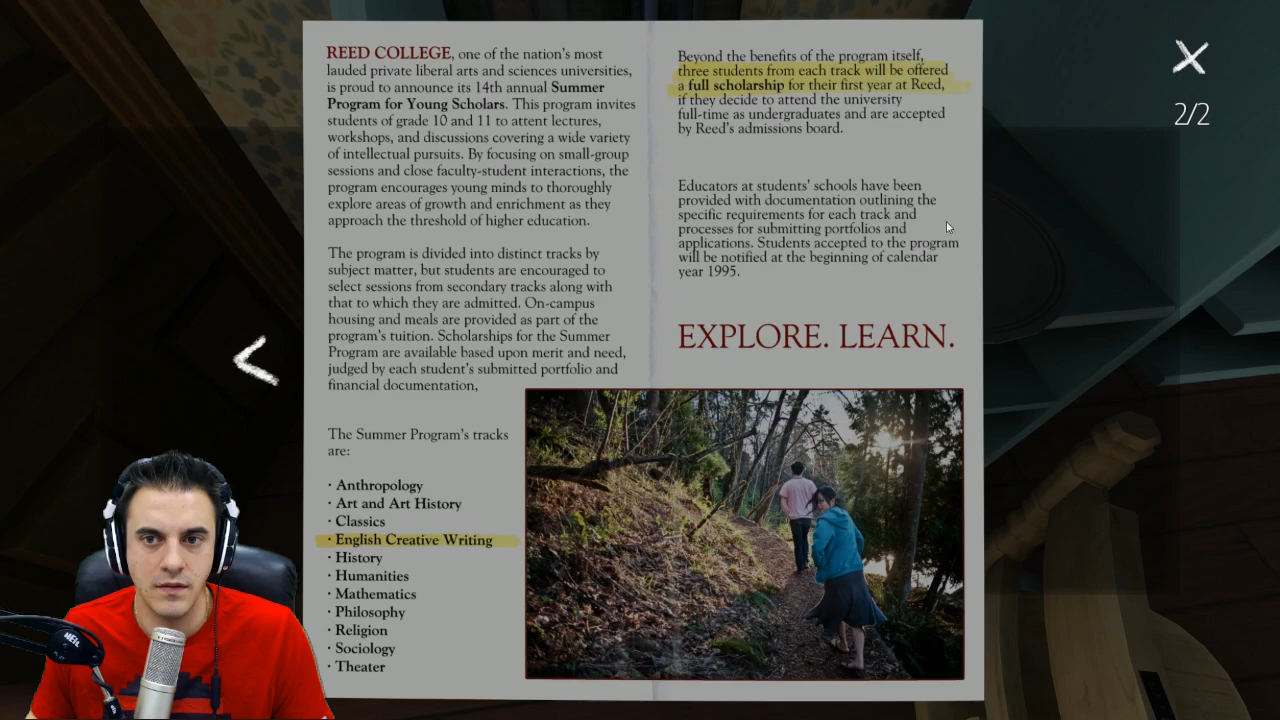 REED COLLEGE, one of the nation's most
lauded private liberal arts and sciences universities,
is proud to announce its 14th annual Summer
Program for Young Scholars. This program invites
students of grade 10 and 11 to attent lectures,
workshops, and discussions covering a wide variety
of intellectual pursuits. By focusing on small-group
sessions and close faculty-student interactions, the
program encourages young minds to thoroughly
explore areas of growth and enrichment as they
approach the threshold of higher education.
The program is divided into distinct tracks by
subject matter, but students are encouraged to
select sessions from secondary tracks along with
that to which they are admitted. On-campus
housing and meals are provided as part of the
program's tuition. Scholarships for the Summer
Program are available based upon merit and need,
judged by each student's submitted portfolio and
financial documentation,
The Summer Program's tracks
are:
· Anthropology
· Art and Art History
· Classics
· English Creative Writing
· History
· Humanities
· Mathematics
· Philosophy
· Religion
· Sociology
· Theater
Beyond the benefits of the program itself,
three students from each track will be offered
a full scholarship for their first year at Reed,
if they decide to attend the university
full-time as undergraduates and are accepted
by Reed's admissions board.
Educators at students' schools have been
provided with documentation outlining the
specific requirements for each track and
processes for submitting portfolios and
applications. Students accepted to the program
will be notified at the beginning of calendar
year 1995.
EXPLORE. LEARN.
2/2